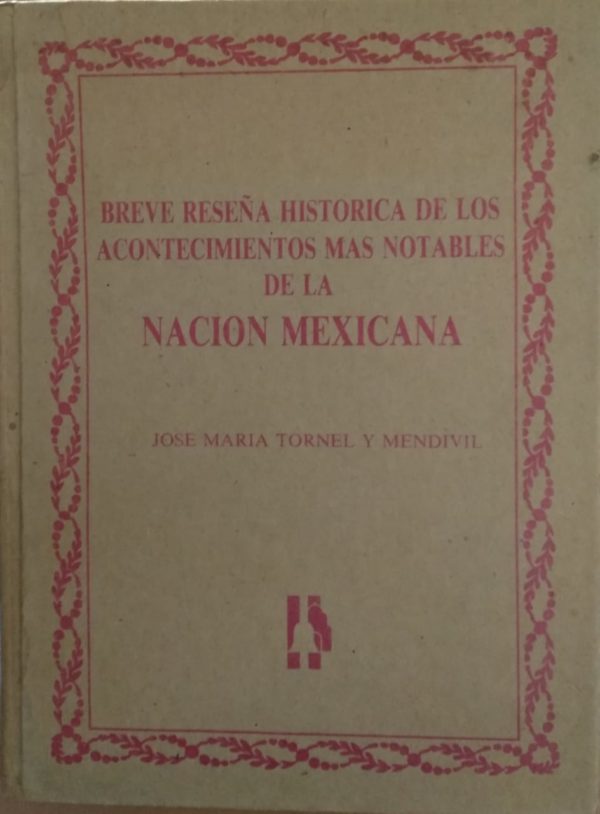 BREVE RESEÑA HISTORICA DE LOS
ACONTECIMIENTOS MAS NOTABLES
DE LA
NACION MEXICANA
JOSE MARIA TORNEL Y MENDIVIL